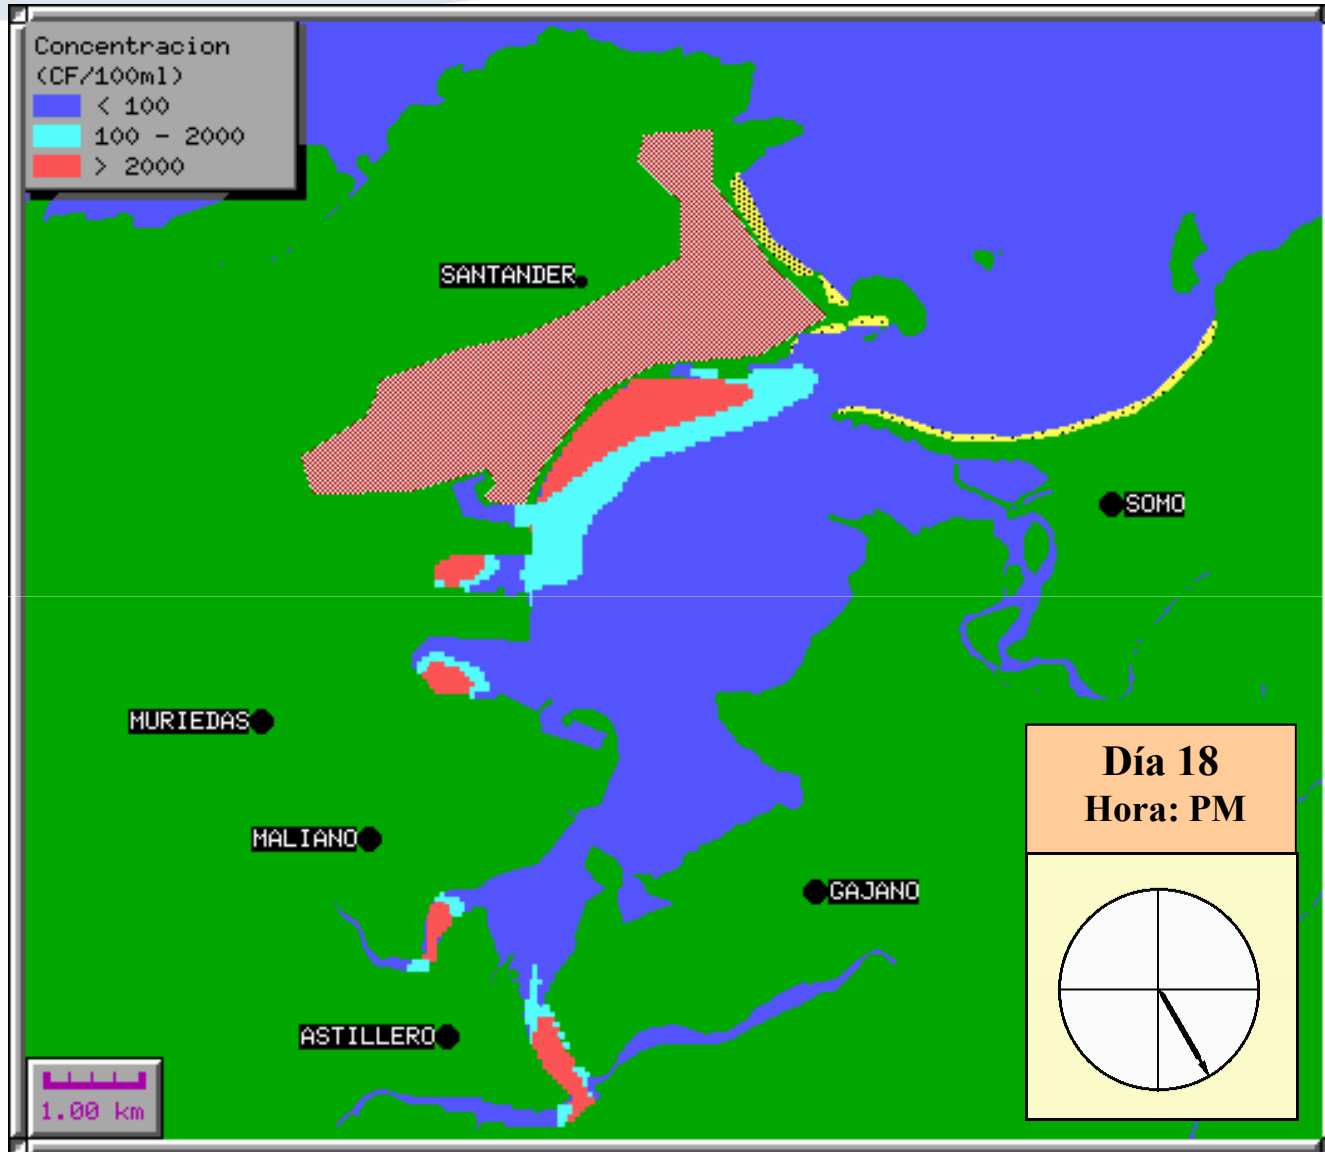 Concentracion
(CF/100ml)
< 100
100 - 2000
> 2000
SANTANDER
SOMO
MURIEDAS
Día 18
Hora: PM
MALIANO
GAJANO
ASTILLERO
1.00 km